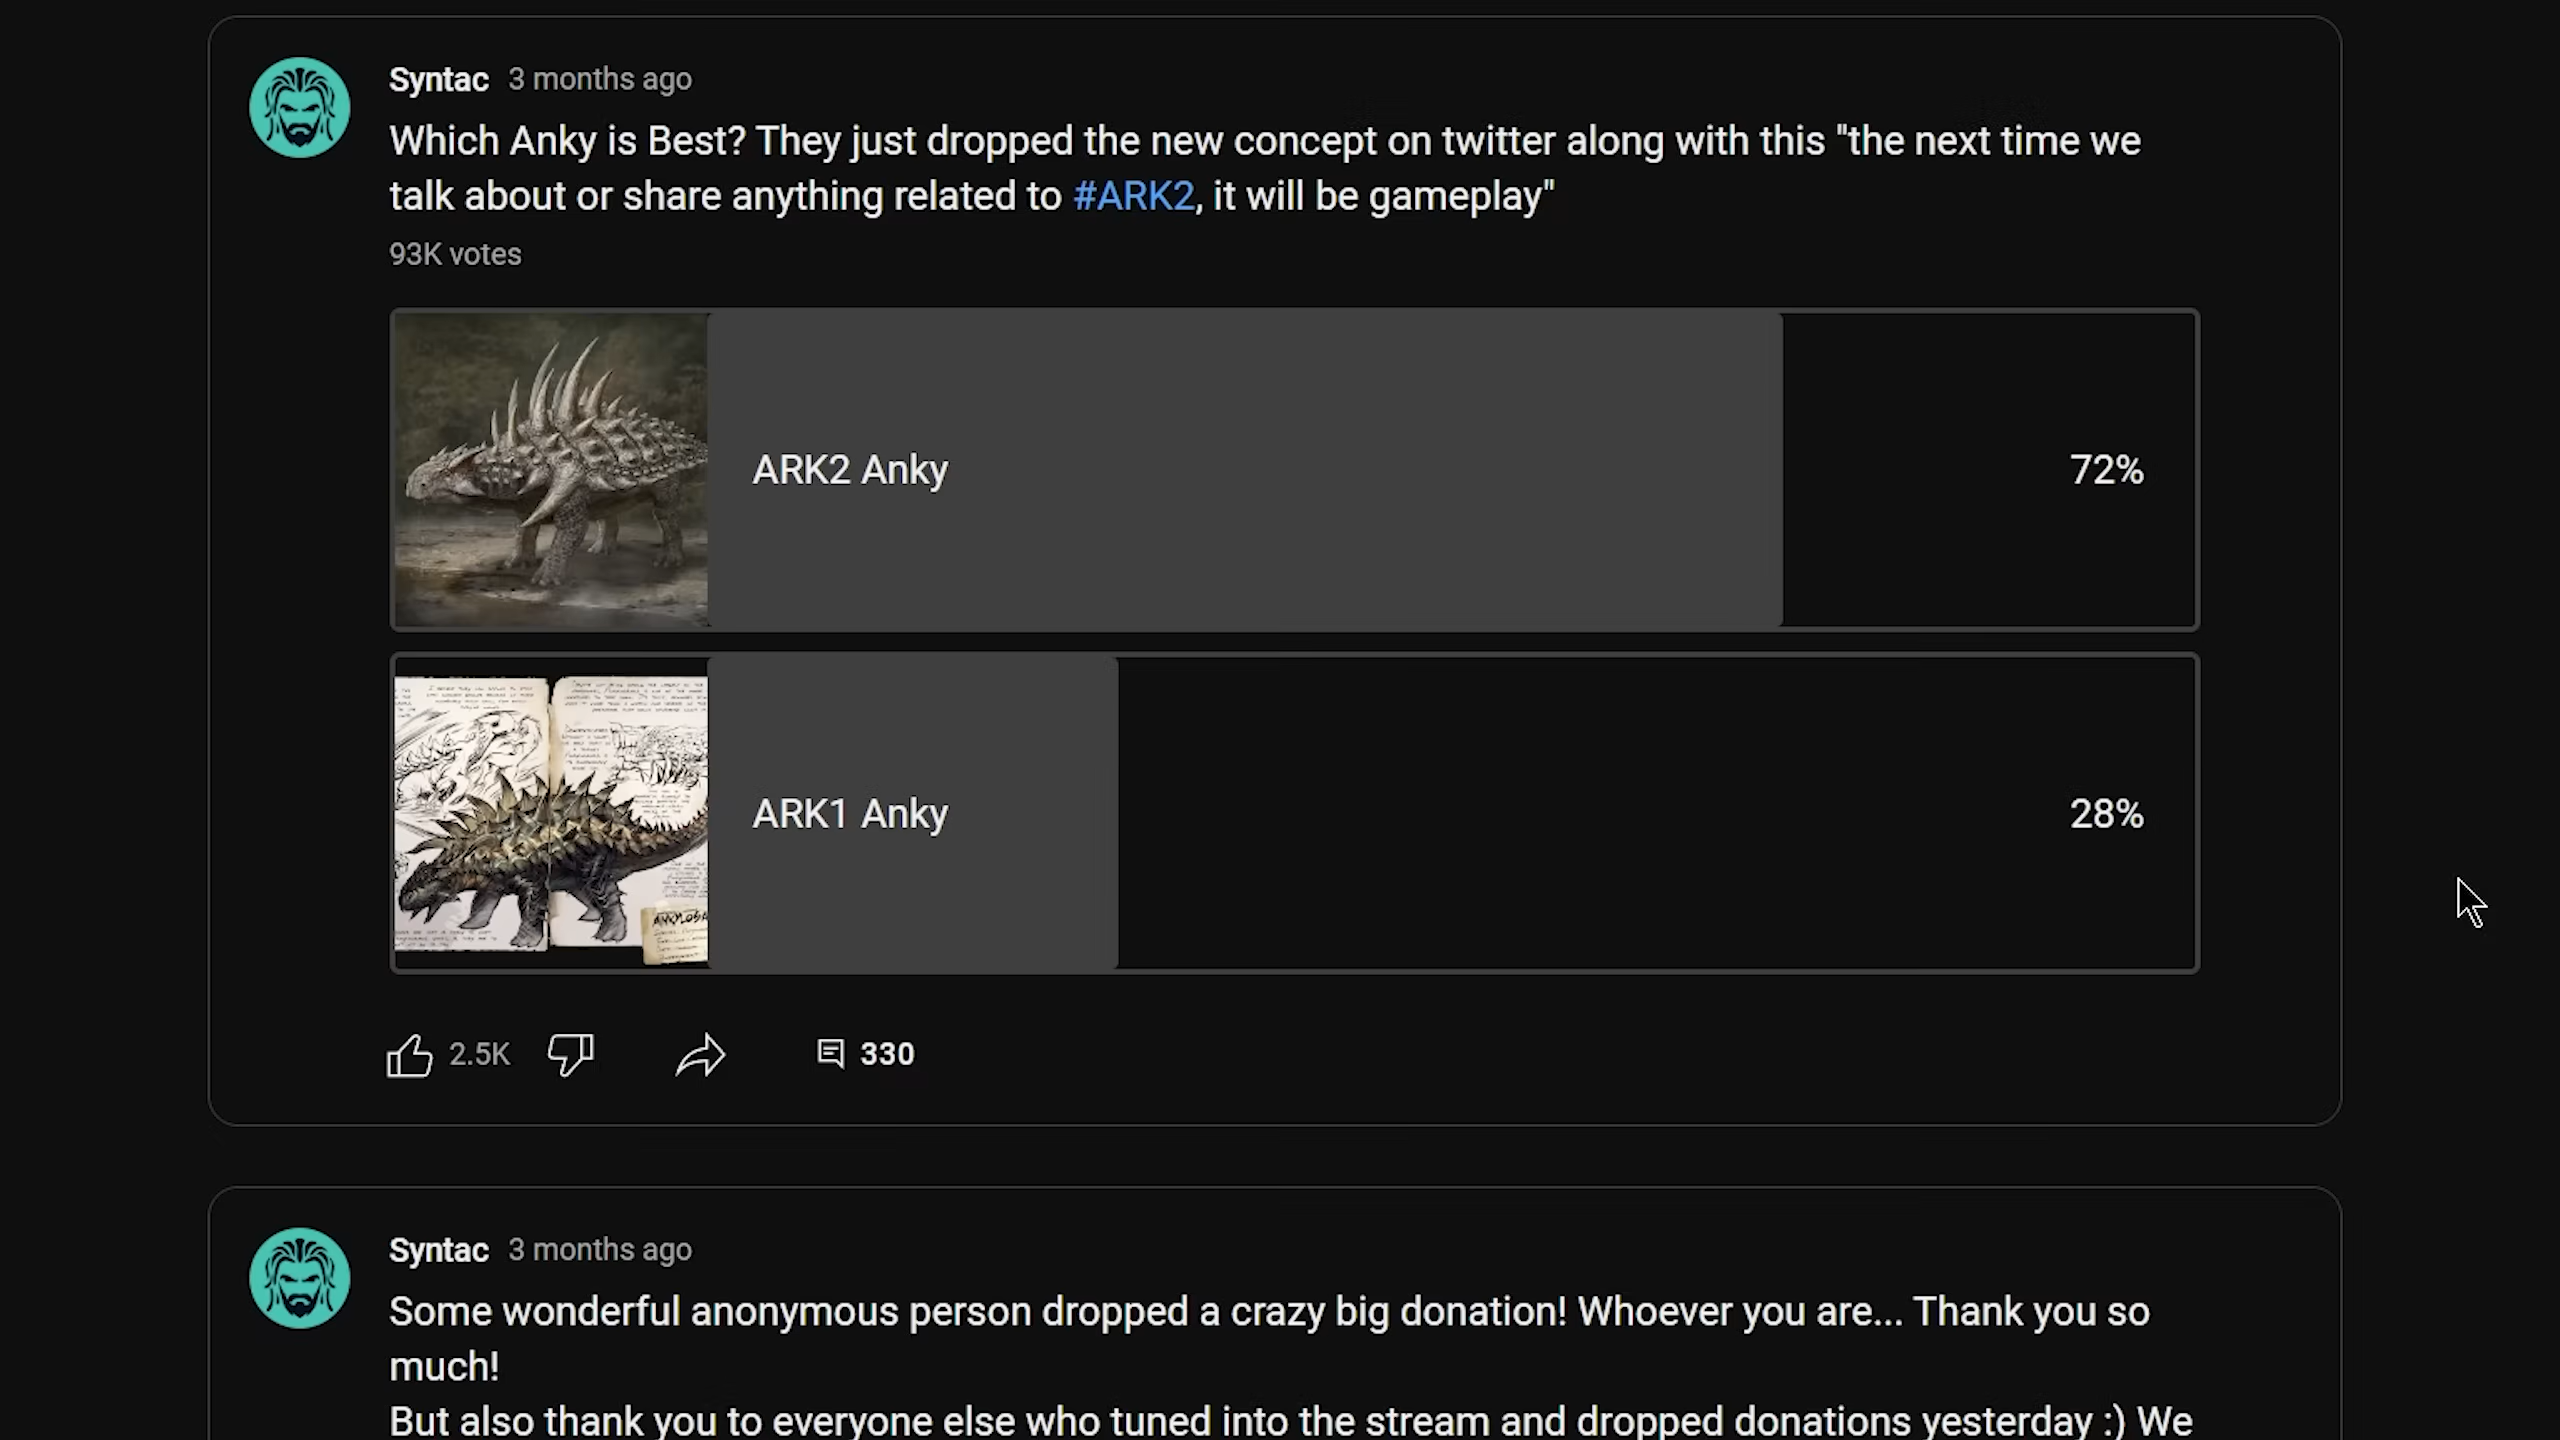 Syntac 3 months ago
Which Anky is Best? They just dropped the new concept on twitter along with this "the next time we
talk about or share anything related to #ARK2, it will be gameplay"
93K votes
ARK2 Anky
72%
ARK1 Anky
28%
2.5K
330
Syntac 3 months ago
Some wonderful anonymous person dropped a crazy big donation! Whoever you are... Thank you so
much!
But also thank you to everyone else who tuned into the stream and dropped donations yesterday :) We